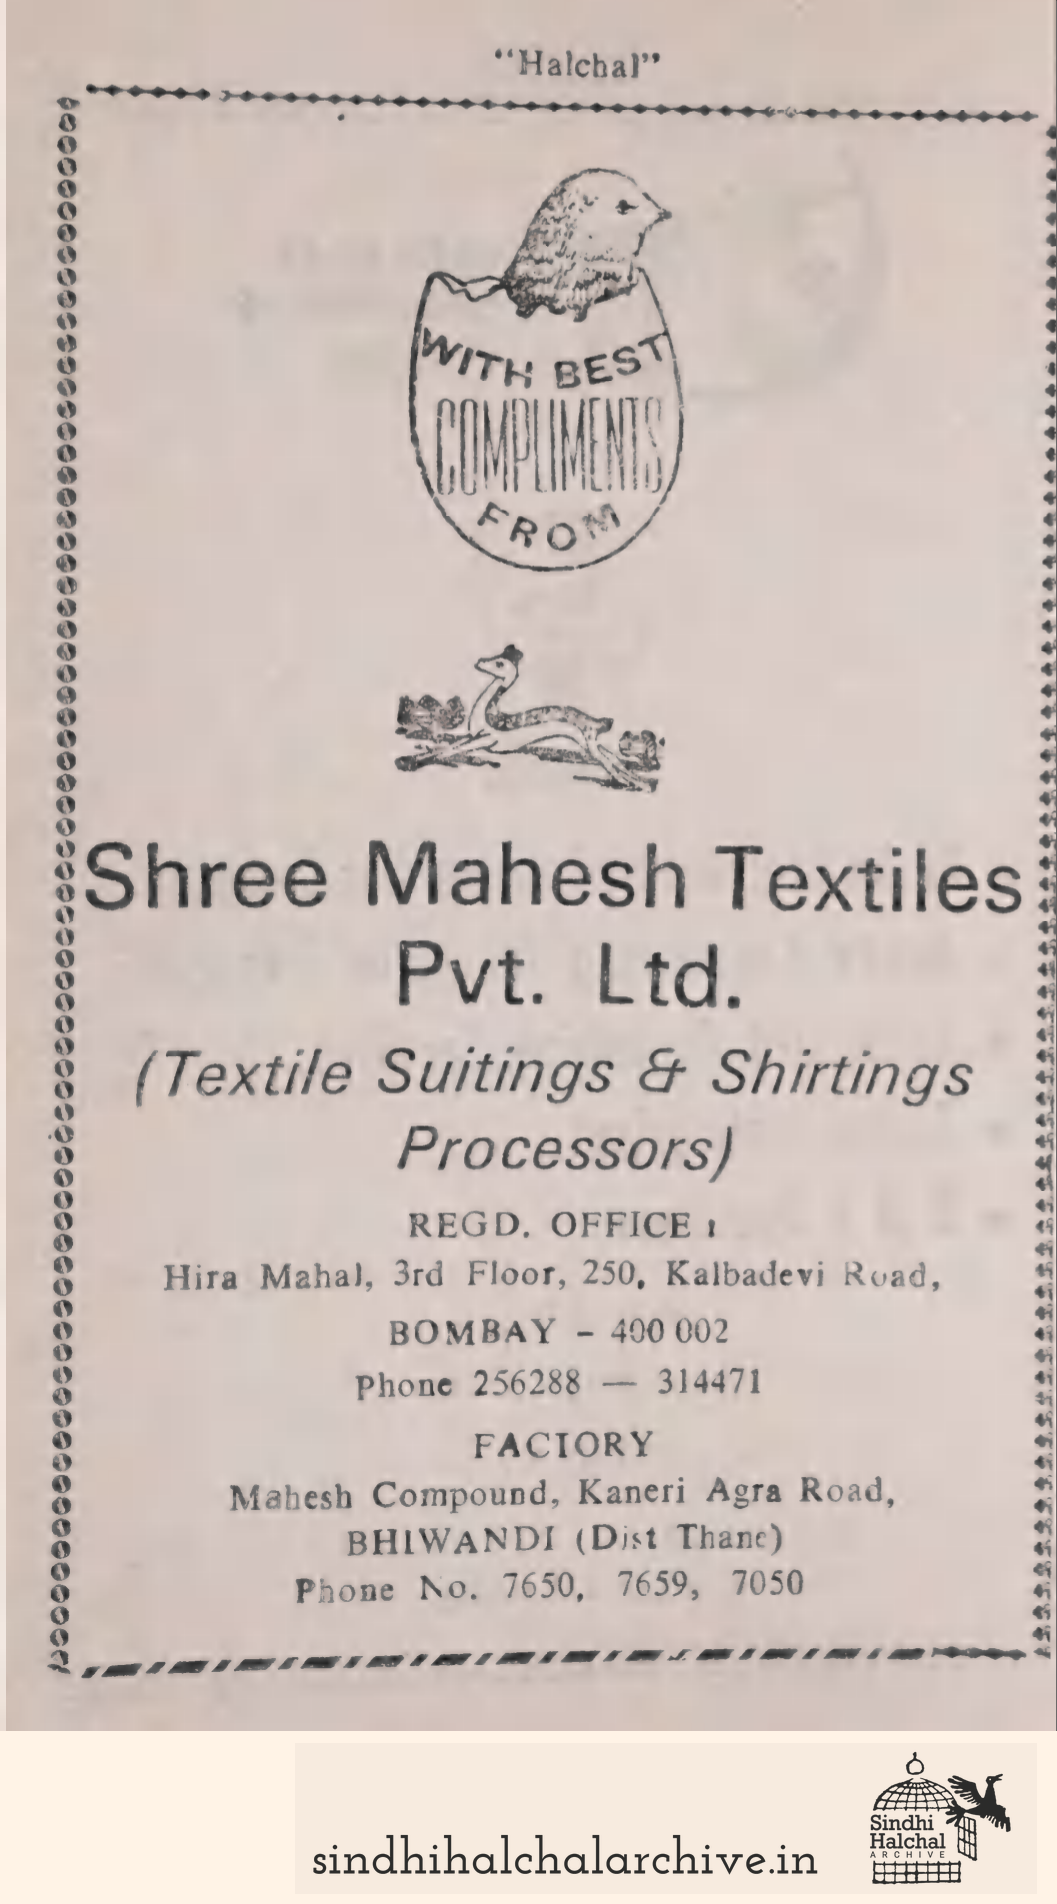 “Halchal”
WITH BEST
COMPLIMENTS
FROM
Shree Mahesh Textiles
Pvt. Ltd.
(Textile Suitings & Shirtings
Processors)
REGD. OFFICE :
Hira Mahal, 3rd Floor, 250, Kalbadevi Road,
BOMBAY - 400 002
Phone 256288 — 314471
FACTORY
Mahesh Compound, Kaneri Agra Road,
BHIWANDI (Dist Thane)
Phone No. 7650, 7659, 7050
sindhihalchalarchive.in
Sindhi
Halchal
ARCHIVE